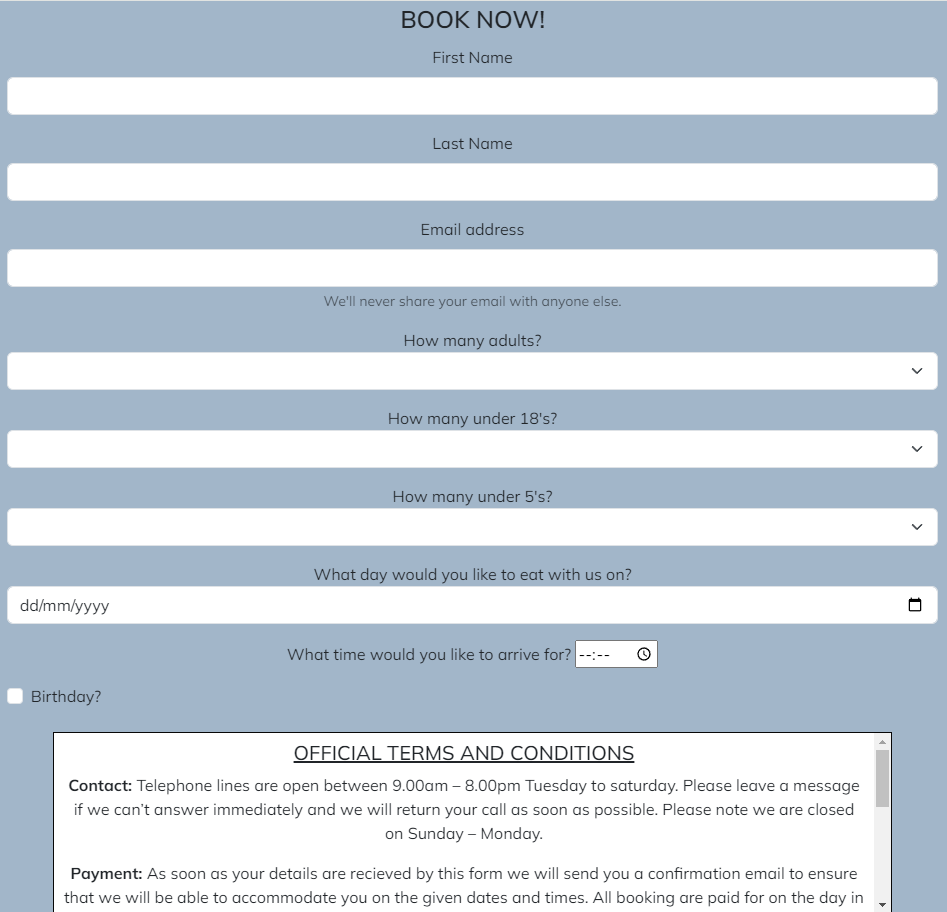 BOOK NOW!
First Name
Last Name
Email address
We'll never share your email with anyone else.
How many adults?
How many under 18's?
How many under 5's?
What day would you like to eat with us on?
dd/mm/yyyy
What time would you like to arrive for? --:--
Birthday?
OFFICIAL TERMS AND CONDITIONS
Contact: Telephone lines are open between 9.00am – 8.00pm Tuesday to saturday. Please leave a message
if we can’t answer immediately and we will return your call as soon as possible. Please note we are closed
on Sunday – Monday.
Payment: As soon as your details are recieved by this form we will send you a confirmation email to ensure
that we will be able to accommodate you on the given dates and times. All booking are paid for on the day in